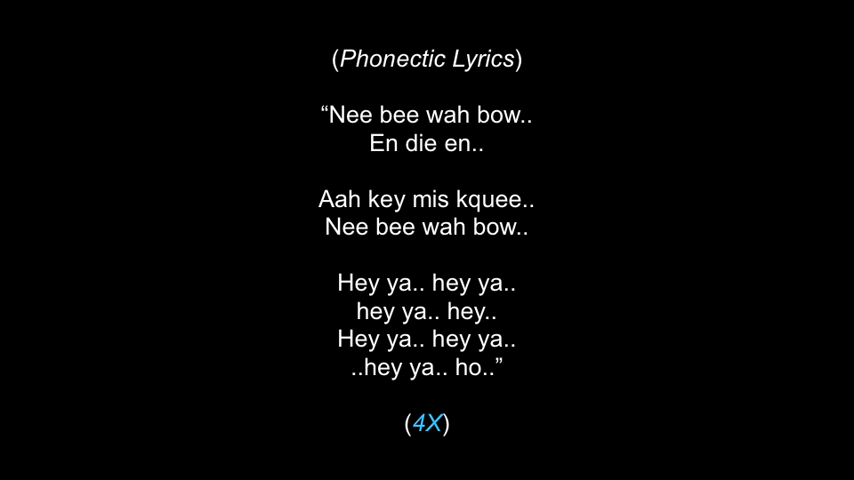 (Phonectic Lyrics)
“Nee bee wah bow..
En die en..
Aah key mis kquee..
Nee bee wah bow..
Hey ya.. hey ya..
hey ya.. hey..
Hey ya.. hey ya..
..hey ya.. ho..”
(4X)